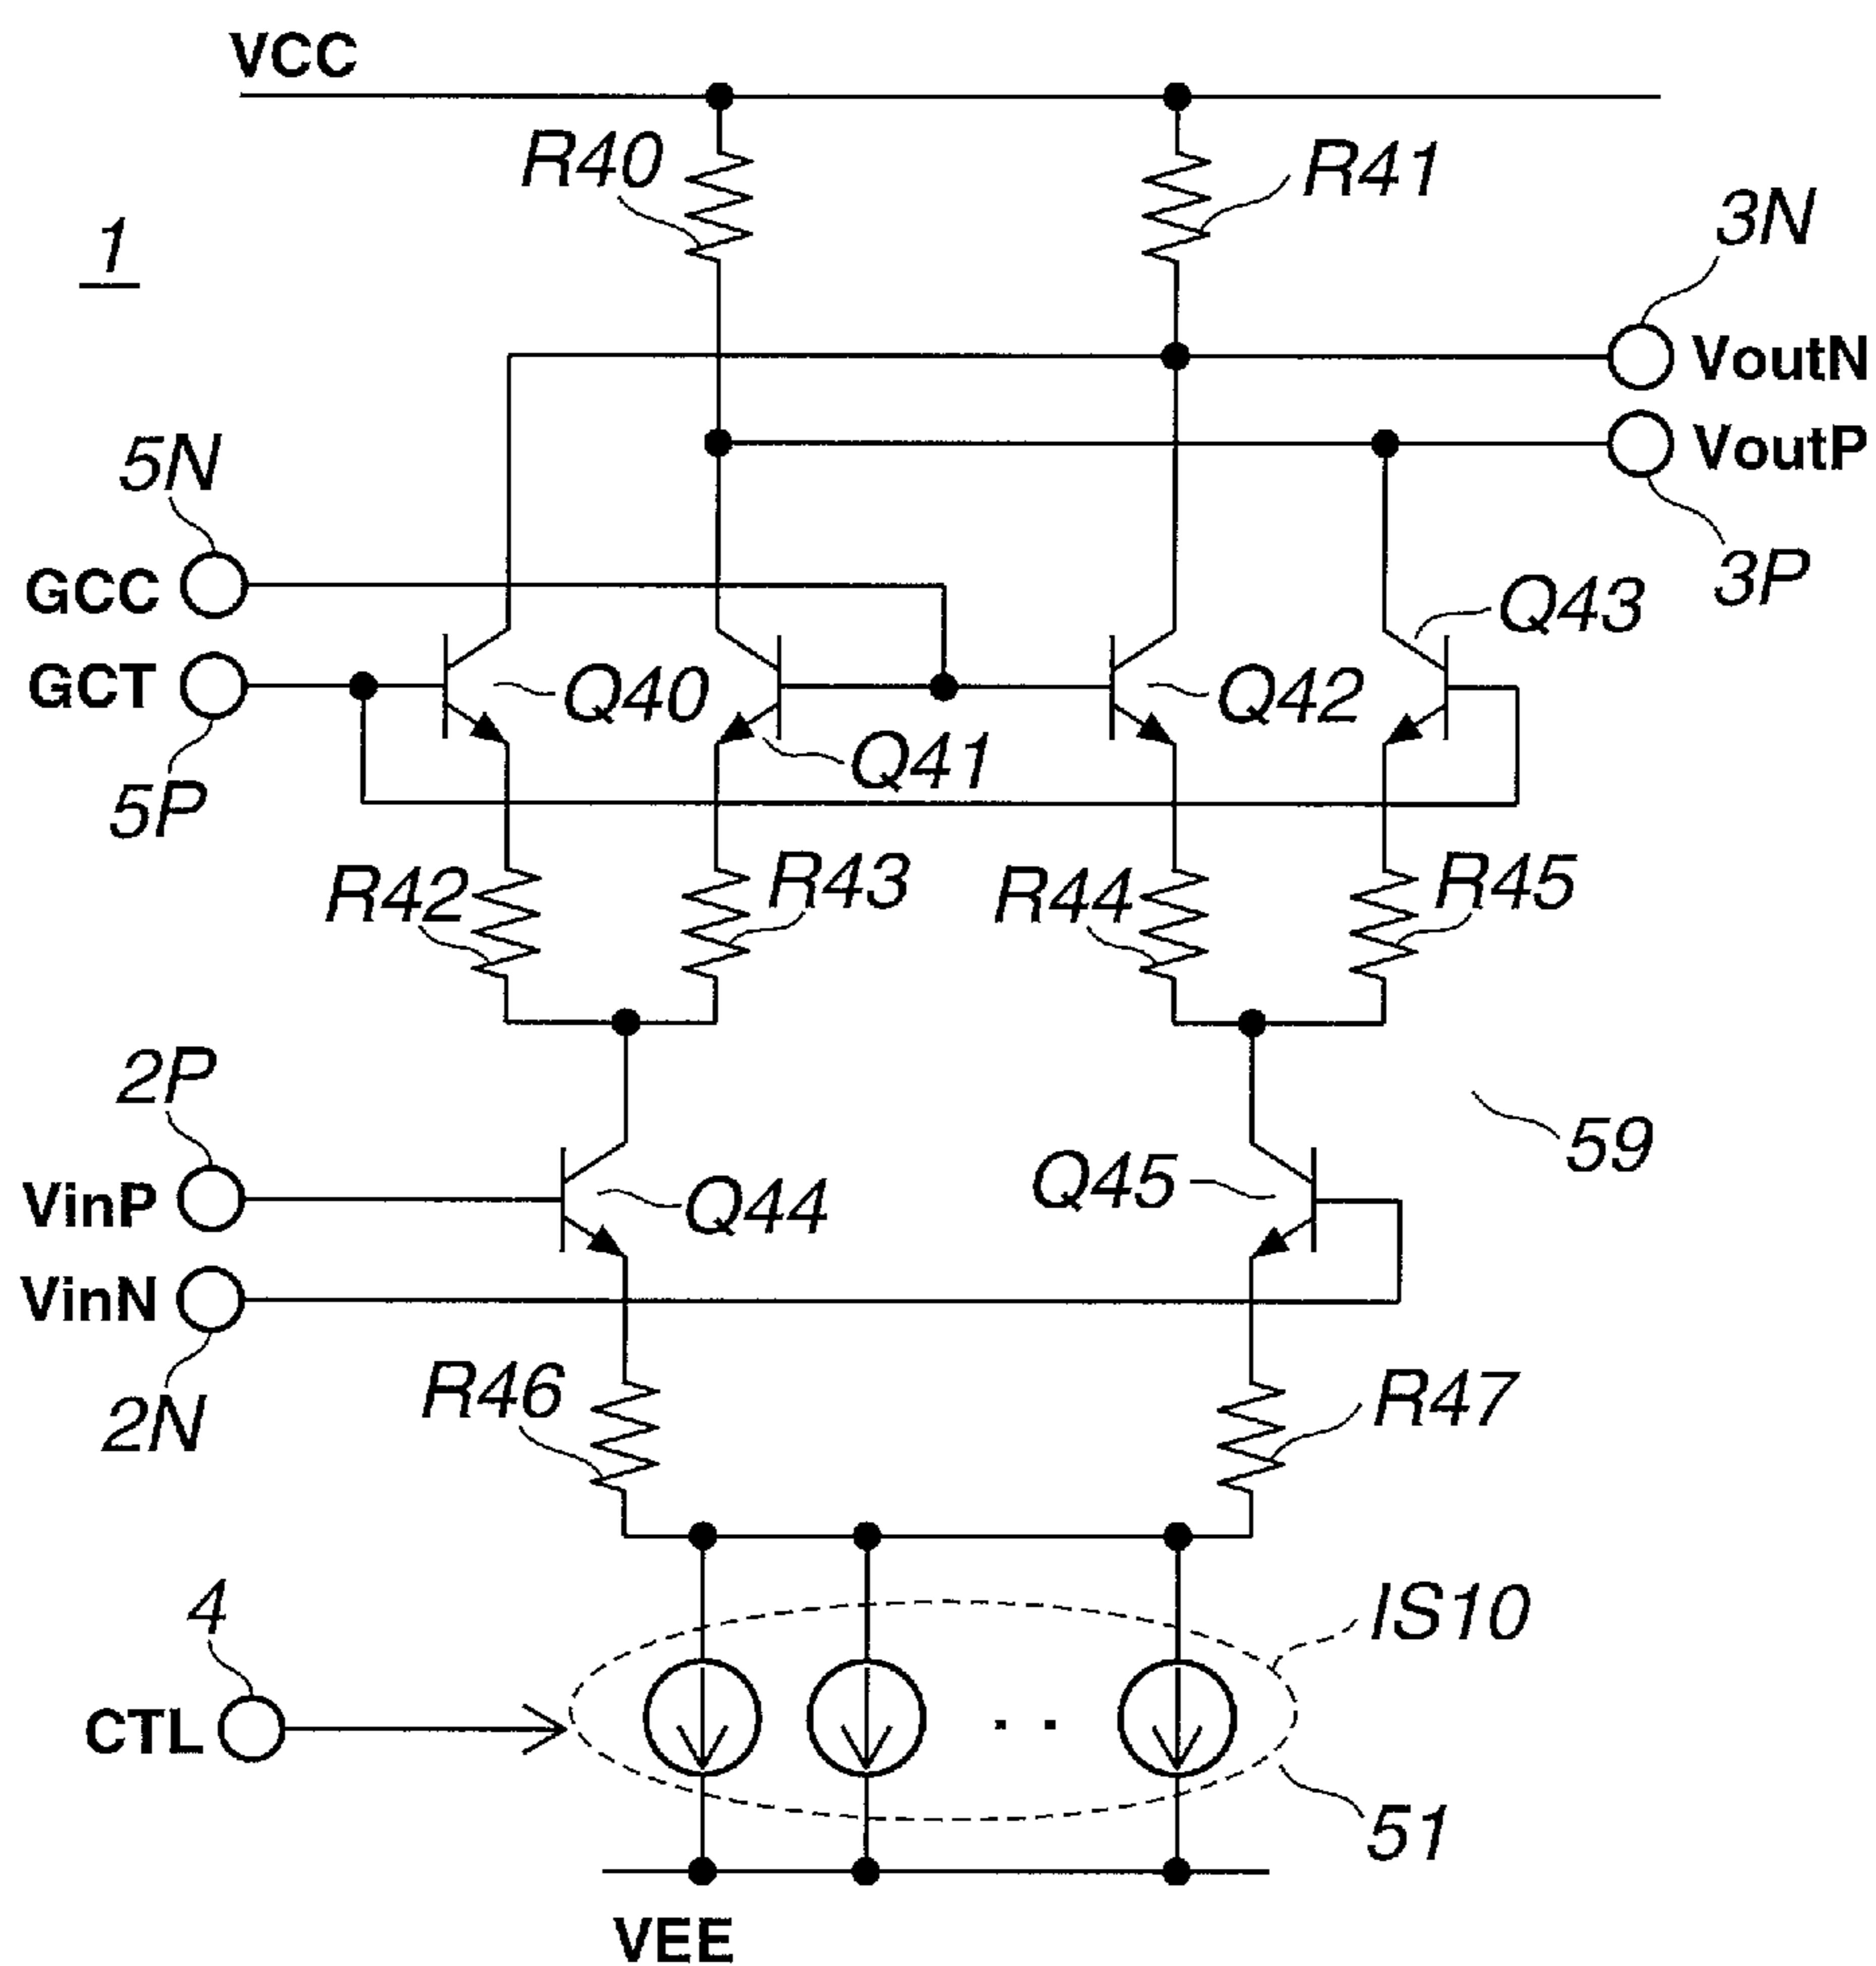 VCC
R40
R41
1
3N
VoutN
5N
VoutP
3P
GCC
Q43
GCT
Q40
Q42
Q41
5P
R42
R43
R44
R45
2P
59
VinP
Q44
Q45
VinN
2N
R46
R47
4
IS10
CTL
51
VEE